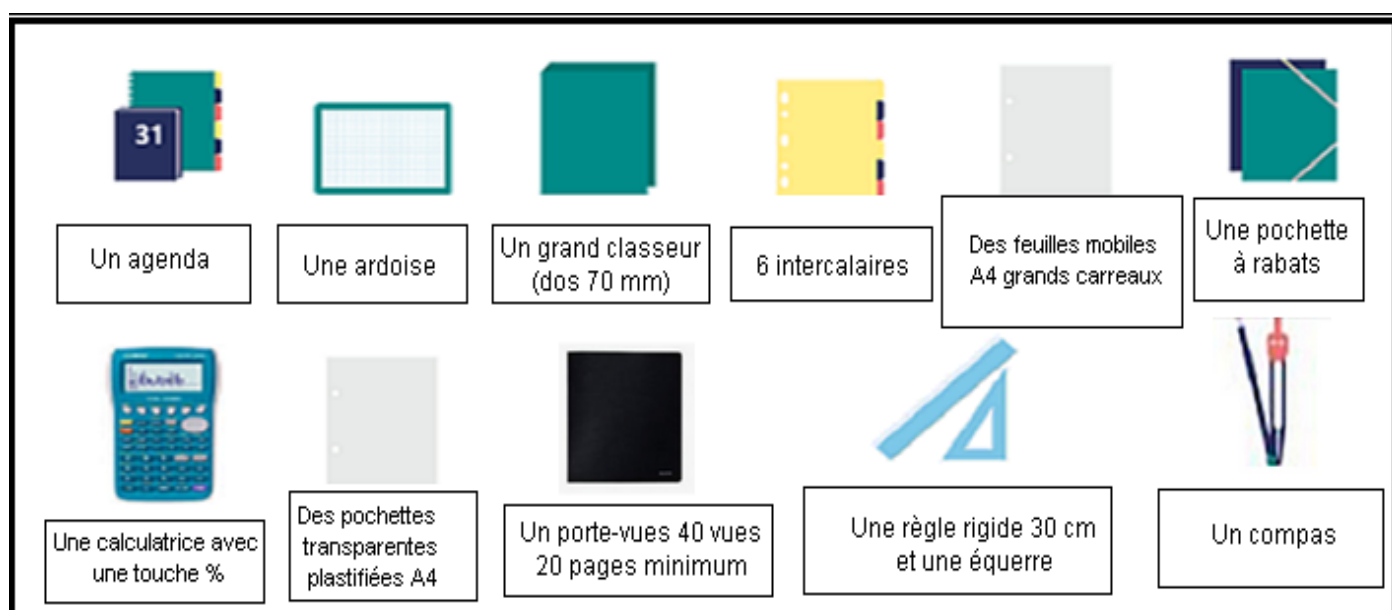 31
Un agenda
Une ardoise
Un grand classeur
(dos 70 mm)
6 intercalaires
Des feuilles mobiles
A4 grands carreaux
Une pochette
à rabats
Une calculatrice avec
une touche %
Des pochettes
transparentes
plastifiées A4
Un porte-vues 40 vues
20 pages minimum
Une règle rigide 30 cm
et une équerre
Un compas